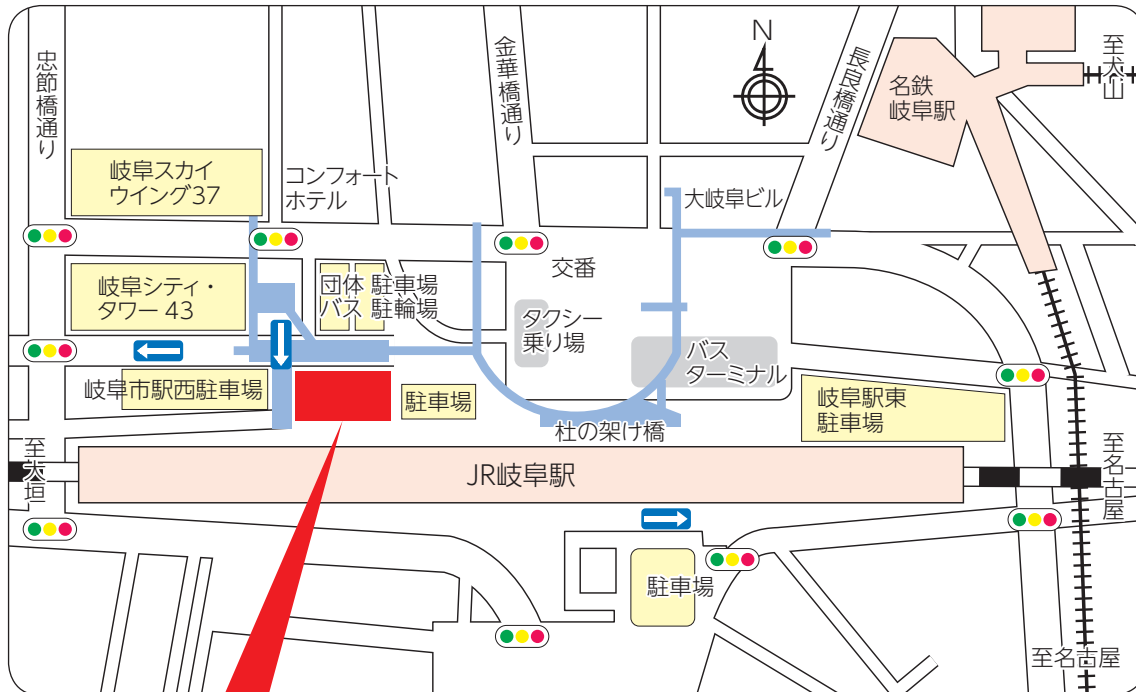 忠節橋通り
金華橋通り
N
長良橋通り
至犬山
名鉄
岐阜駅
岐阜スカイ
ウイング37
コンフォート
ホテル
大岐阜ビル
交番
岐阜シティ・
タワー 43
団体
バス
駐車場
駐輪場
タクシー
乗り場
バス
ターミナル
岐阜市駅西駐車場
駐車場
岐阜駅東
駐車場
杜の架け橋
至大垣
JR岐阜駅
至名古屋
駐車場
至名古屋